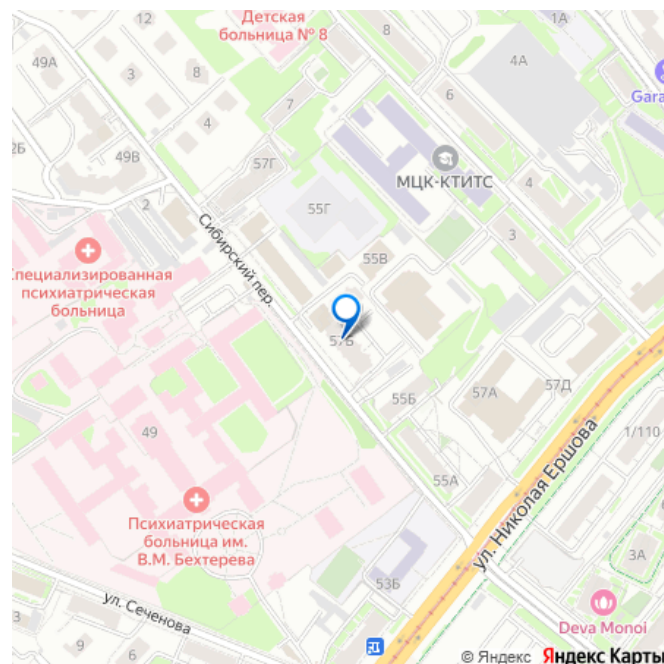 12
Детская
больница № 8
8
4А
49А
3
8
6
Gara
7
4
2Б
49В
57Г
МЦК-КТИТС
4
2
55Г
3
Сибирский пер.
55В
Специализированная
психиатрическая
больница
57Б
57А
57Д
55Б
1/110
49
55А
ул. Николая Ершова
Психиатрическая
больница им.
В.М. Бехтерева
3А
53Б
ул. Сеченова
Deva Monoi
9
6
© Яндекс Яндекс Карты